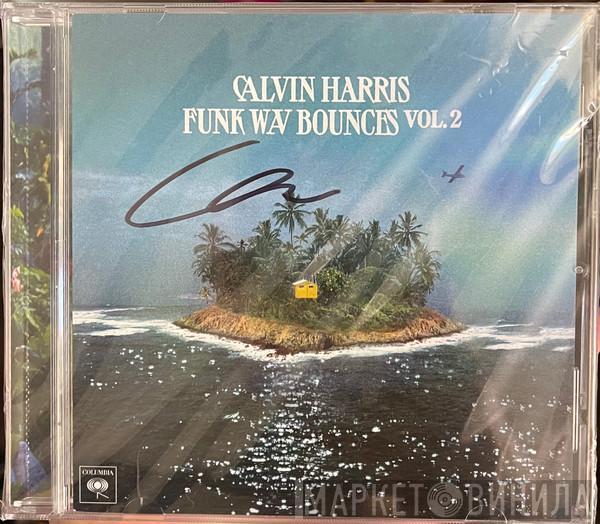 CALVIN HARRIS
FUNK WAV BOUNCES VOL. 2
COLUMBIA
МАРКЕТ ВИНИЛА